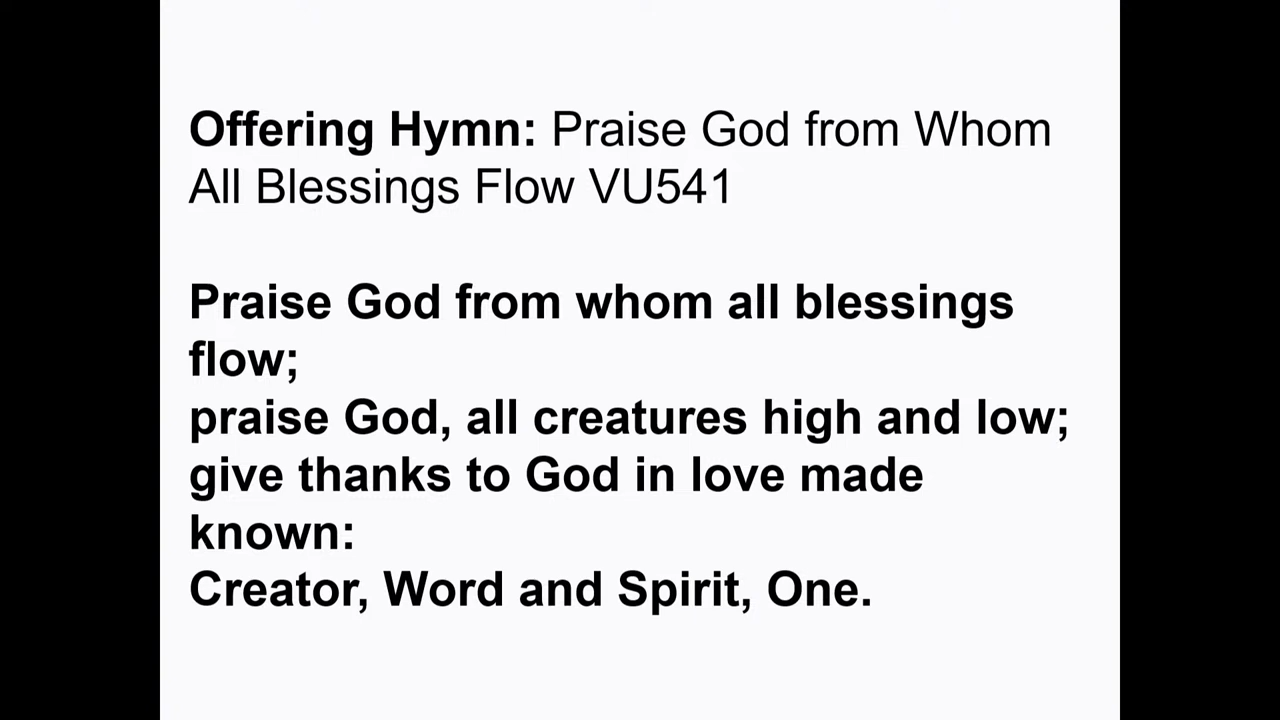 Offering Hymn: Praise God from Whom
All Blessings Flow VU541
Praise God from whom all blessings
flow;
praise God, all creatures high and low;
give thanks to God in love made
known:
Creator, Word and Spirit, One.